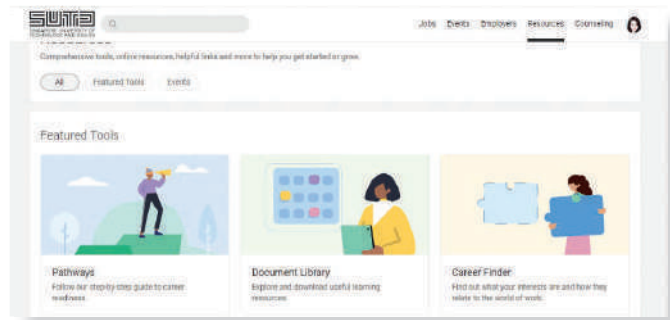 SUTD
SINGAPORE UNIVERSITY OF
TECHNOLOGY AND DESIGN
Jobs Events Employers Resources Counseling
Resources
Comprehensive tools, online resources, helpful links and more to help you get started or grow.
All Featured Tools Events
Featured Tools
Pathways
Follow our step-by-step guide to career
readiness.
Document Library
Explore and download useful learning
resources.
Career Finder
Find out what your interests are and how they
relate to the world of work.